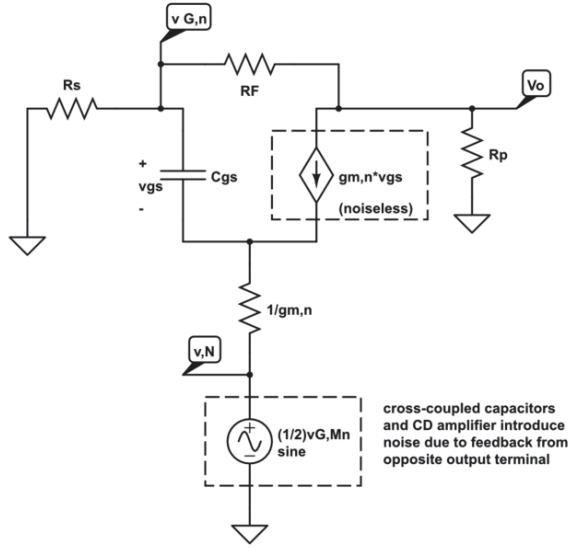 v G,n
Rs
RF
Vo
+
vgs
-
Cgs
gm,n*vgs
(noiseless)
Rp
1/gm,n
v,N
(1/2)vG,Mn
sine
cross-coupled capacitors
and CD amplifier introduce
noise due to feedback from
opposite output terminal